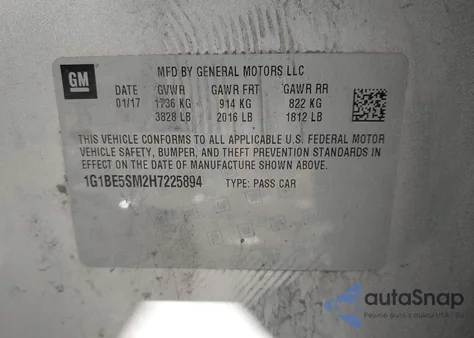 GM
MFD BY GENERAL MOTORS LLC
DATE GVWR GAWR FRT GAWR RR
01/17 1736 KG 914 KG 822 KG
3828 LB 2016 LB 1812 LB
THIS VEHICLE CONFORMS TO ALL APPLICABLE U.S. FEDERAL MOTOR
VEHICLE SAFETY, BUMPER, AND THEFT PREVENTION STANDARDS IN
EFFECT ON THE DATE OF MANUFACTURE SHOWN ABOVE.
1G1BE5SM2H7225894 TYPE: PASS CAR
autoSnap